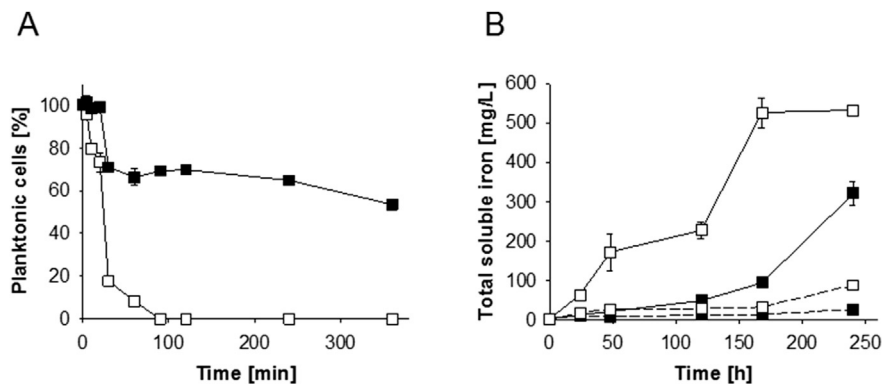 A
Planktonic cells [%]
120
100
80
60
40
20
0
0 100 200 300
Time [min]
B
Total soluble iron [mg/L]
600
500
400
300
200
100
0
0 50 100 150 200 250
Time [h]